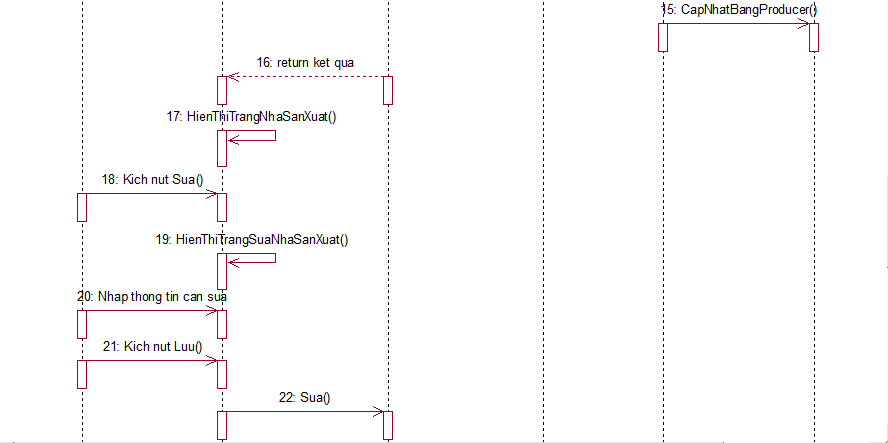 15: CapNhatBangProducer()
16: return ket qua
17: HienThiTrangNhaSanXuat()
18: Kich nut Sua()
19: HienThiTrangSuaNhaSanXuat()
20: Nhap thong tin can sua
21: Kich nut Luu()
22: Sua()